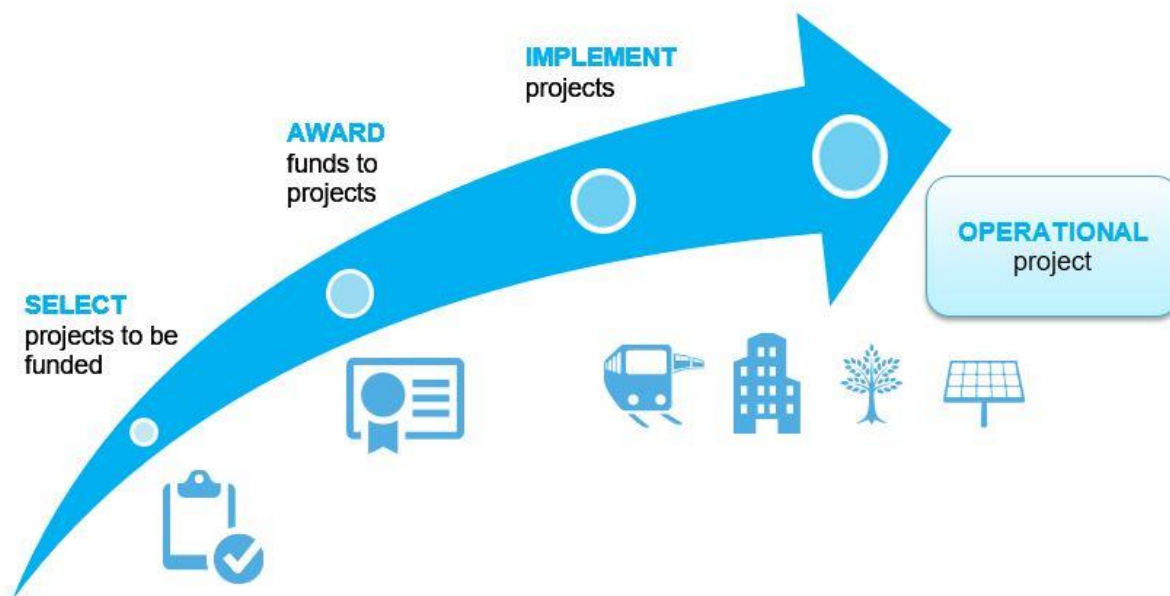 SELECT
projects to be
funded
AWARD
funds to
projects
IMPLEMENT
projects
OPERATIONAL
project